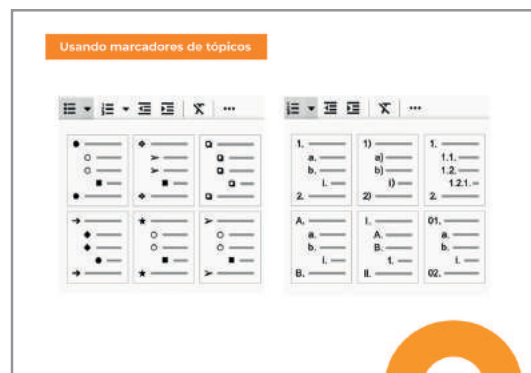 Usando marcadores de tópicos
1. 1) 1.
a. a) 1.1.
b. b) 1.2.
i. i) 1.2.1.
2. 2) 2.
A. I. 01.
a. A. a.
b. B. b.
i. 1. i.
B. II. 02.